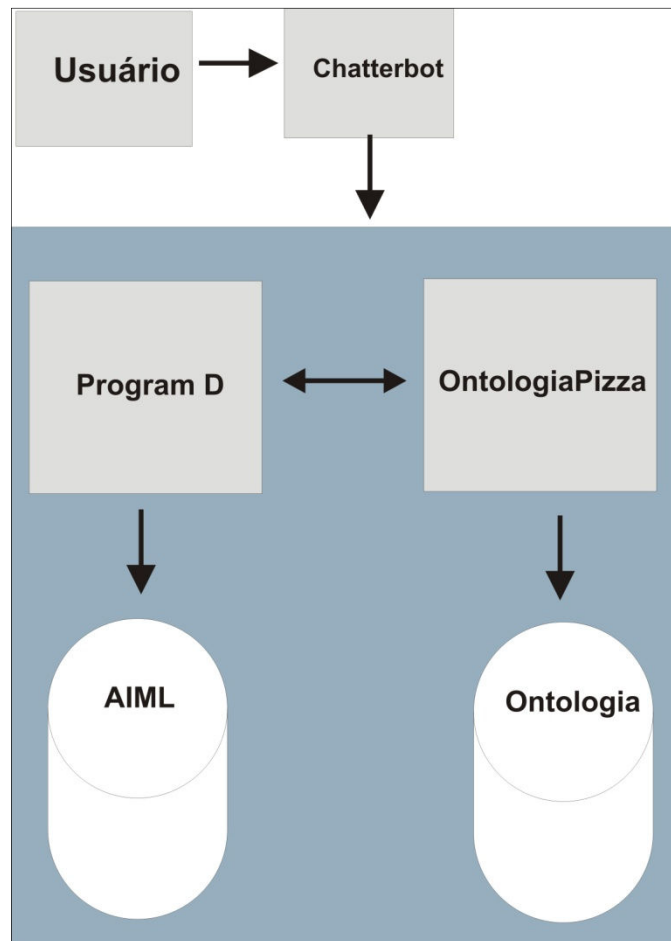 Usuário
Chatterbot
Program D
OntologiaPizza
AIML
Ontologia